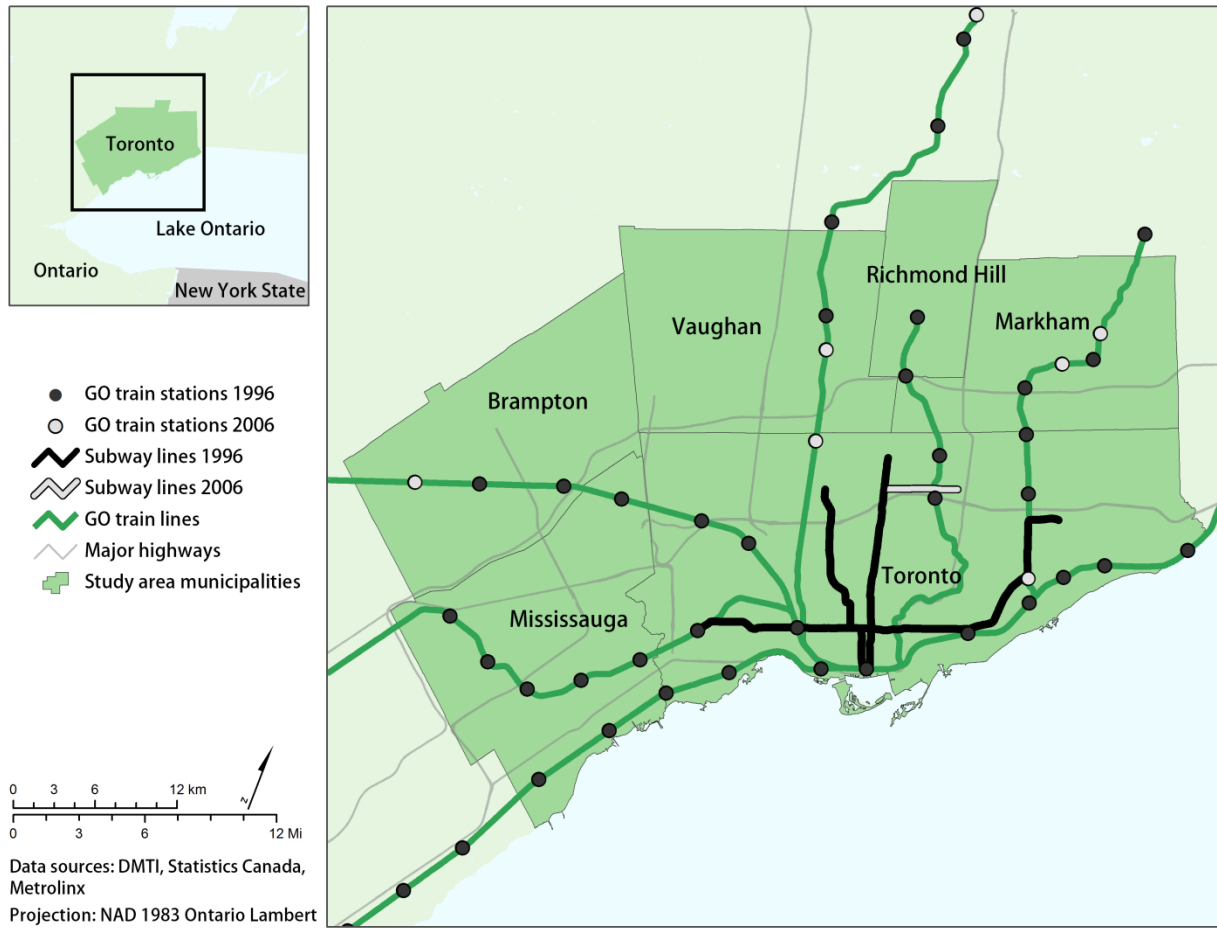 Toronto
Lake Ontario
Ontario
New York State
GO train stations 1996
GO train stations 2006
Subway lines 1996
Subway lines 2006
GO train lines
Major highways
Study area municipalities
N
0 3 6 12 km
0 3 6 12 Mi
Data sources: DMTI, Statistics Canada,
Metrolinx
Projection: NAD 1983 Ontario Lambert
Richmond Hill
Vaughan
Markham
Brampton
Toronto
Mississauga